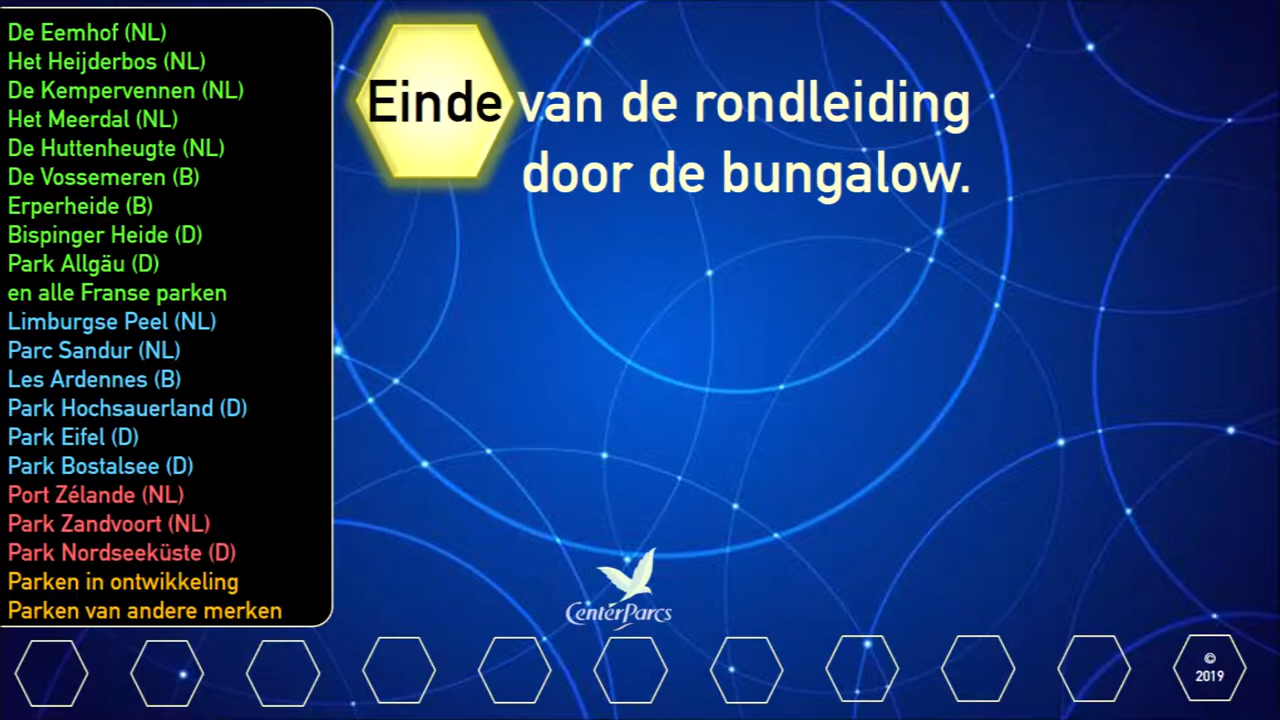 De Eemhof (NL)
Het Heijderbos (NL)
De Kempervennen (NL)
Het Meerdal (NL)
De Huttenheugte (NL)
De Vossemeren (B)
Erperheide (B)
Bispinger Heide (D)
Park Allgäu (D)
en alle Franse parken
Limburgse Peel (NL)
Parc Sandur (NL)
Les Ardennes (B)
Park Hochsauerland (D)
Park Eifel (D)
Park Bostalsee (D)
Port Zélande (NL)
Park Zandvoort (NL)
Park Nordseeküste (D)
Parken in ontwikkeling
Parken van andere merken
Einde van de rondleiding
door de bungalow.
CenterParcs
©
2019